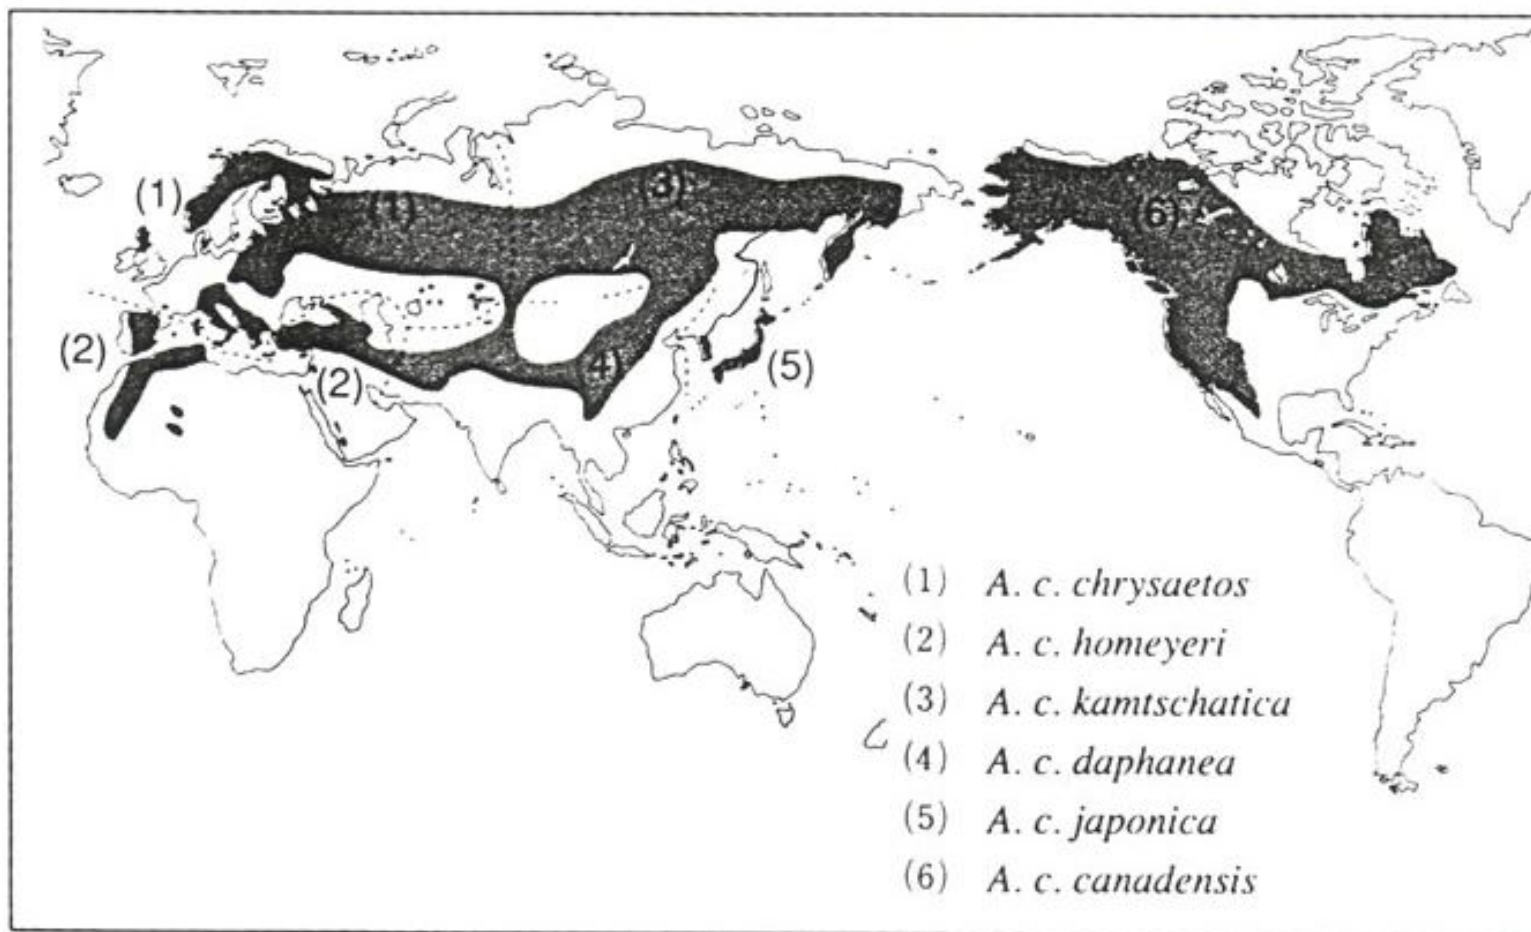 (1)
(1)
(3)
(6)
(2)
(2)
(4)
(5)
(1) A. c. chrysaetos
(2) A. c. homeyeri
(3) A. c. kamtschatica
(4) A. c. daphanea
(5) A. c. japonica
(6) A. c. canadensis